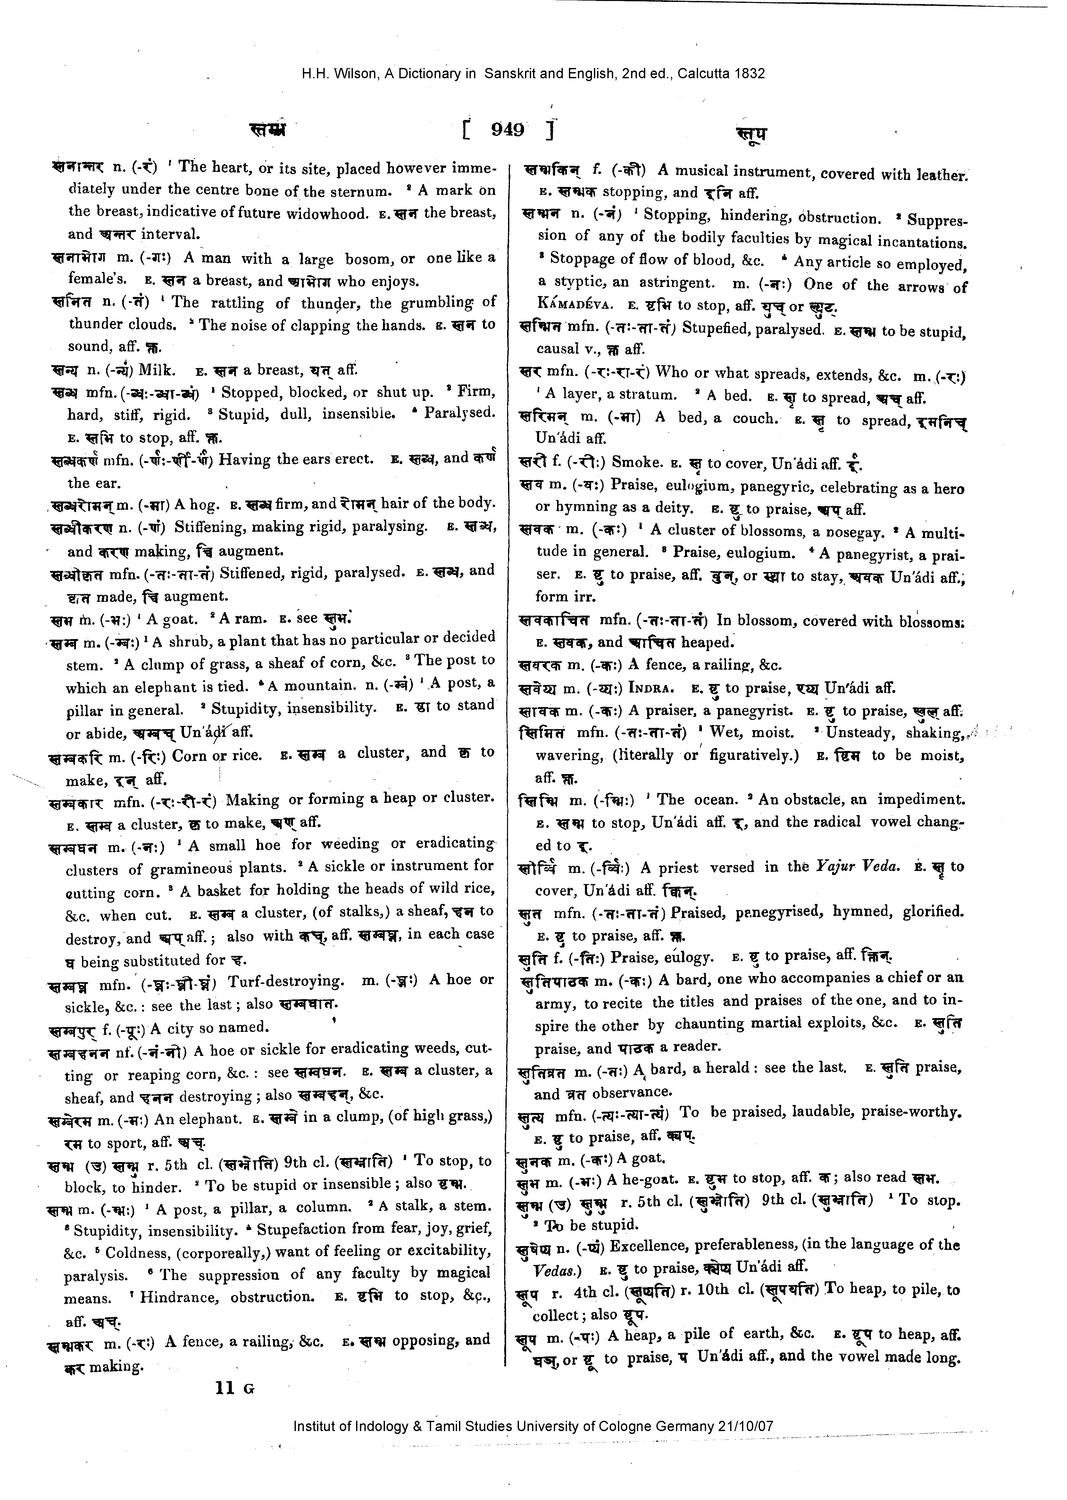 H.H. Wilson, A Dictionary in Sanskrit and English, 2nd ed., Calcutta 1832
स्तम्भ [ 949 ] स्तूप
स्तनान्तर n. (-रं) ¹ The heart, or its site, placed however imme-
diately under the centre bone of the sternum. ² A mark on
the breast, indicative of future widowhood. E. स्तन the breast,
and अन्तर interval.
स्तनाभोग m. (-गः) A man with a large bosom, or one like a
female's. E. स्तन a breast, and आभोग who enjoys.
स्तनित n. (-तं) ¹ The rattling of thunder, the grumbling of
thunder clouds. ² The noise of clapping the hands. E. स्तन to
sound, aff. क्त.
स्तन्य n. (-न्यं) Milk. E. स्तन a breast, यत् aff.
स्तब्ध mfn. (-ब्धः-ब्धा-ब्धं) ¹ Stopped, blocked, or shut up. ² Firm,
hard, stiff, rigid. ³ Stupid, dull, insensible. ⁴ Paralysed.
E. स्तभि to stop, aff. क्त.
स्तब्धकर्ण mfn. (-र्णः-र्णी-र्णं) Having the ears erect. E. स्तब्ध, and कर्ण
the ear.
स्तब्धरोमन् m. (-मा) A hog. E. स्तब्ध firm, and रोमन् hair of the body.
स्तब्धीकरण n. (-णं) Stiffening, making rigid, paralysing. E. स्तब्ध,
and करण making, च्वि augment.
स्तब्धीकृत mfn. (-तः-ता-तं) Stiffened, rigid, paralysed. E. स्तब्ध, and
कृत made, च्वि augment.
स्तभ m. (-भः) ¹ A goat. ² A ram. E. see स्तुभ.
स्तम्ब m. (-म्बः) ¹ A shrub, a plant that has no particular or decided
stem. ² A clump of grass, a sheaf of corn, &c. ³ The post to
which an elephant is tied. ⁴ A mountain. n. (-म्बं) ¹ A post, a
pillar in general. ² Stupidity, insensibility. E. ष्ठा to stand
or abide, अम्बच् Un'ádi aff.
स्तम्बकरि m. (-रिः) Corn or rice. E. स्तम्ब a cluster, and कृ to
make, इन् aff.
स्तम्बकार mfn. (-रः-री-रं) Making or forming a heap or cluster.
E. स्तम्ब a cluster, कृ to make, अण् aff.
स्तम्बघन m. (-नः) ¹ A small hoe for weeding or eradicating
clusters of gramineous plants. ² A sickle or instrument for
cutting corn. ³ A basket for holding the heads of wild rice,
&c. when cut. E. स्तम्ब a cluster, (of stalks,) a sheaf, हन to
destroy, and अप् aff.; also with कच्, aff. स्तम्बघ्न, in each case
घ being substituted for ह.
स्तम्बघ्न mfn. (-घ्नः-घ्नी-घ्नं) Turf-destroying. m. (-घ्नः) A hoe or
sickle, &c. : see the last; also स्तम्बघात.
स्तम्बपुर् f. (-पूः) A city so named.
स्तम्बहनन nf. (-नं-नी) A hoe or sickle for eradicating weeds, cut-
ting or reaping corn, &c. : see स्तम्बघन. E. स्तम्ब a cluster, a
sheaf, and हनन destroying; also स्तम्बहन्, &c.
स्तम्बेरम m. (-मः) An elephant. E. स्तम्बे in a clump, (of high grass,)
रम to sport, aff. अच्.
स्तम्भ (उ) स्तम्भु r. 5th cl. (स्तभ्नोति) 9th cl. (स्तभ्नाति) ¹ To stop, to
block, to hinder. ² To be stupid or insensible; also ष्टम्भ.
स्तम्भ m. (-म्भः) ¹ A post, a pillar, a column. ² A stalk, a stem.
³ Stupidity, insensibility. ⁴ Stupefaction from fear, joy, grief,
&c. ⁵ Coldness, (corporeally,) want of feeling or excitability,
paralysis. ⁶ The suppression of any faculty by magical
means. ⁷ Hindrance, obstruction. E. ष्टभि to stop, &c.,
aff. अच्.
स्तम्भकर m. (-रः) A fence, a railing, &c. E. स्तम्भ opposing, and
कर making.
स्तम्भकिन् f. (-की) A musical instrument, covered with leather.
E. स्तम्भक stopping, and इनि aff.
स्तम्भन n. (-नं) ¹ Stopping, hindering, obstruction. ² Suppres-
sion of any of the bodily faculties by magical incantations.
³ Stoppage of flow of blood, &c. ⁴ Any article so employed,
a styptic, an astringent. m. (-नः) One of the arrows of
KÁMADÉVA. E. ष्टभि to stop, aff. युच् or ल्युट्.
स्तम्भित mfn. (-तः-ता-तं) Stupefied, paralysed. E. स्तम्भ to be stupid,
causal v., क्त aff.
स्तर mfn. (-रः-रा-रं) Who or what spreads, extends, &c. m. (-रः)
¹ A layer, a stratum. ² A bed. E. स्तृ to spread, अच् aff.
स्तरिमन् m. (-मा) A bed, a couch. E. स्तृ to spread, इमनिच्
Un'ádi aff.
स्तरी f. (-रीः) Smoke. E. स्तृ to cover, Un'ádi aff. ई.
स्तव m. (-वः) Praise, eulogium, panegyric, celebrating as a hero
or hymning as a deity. E. ष्टु to praise, अप् aff.
स्तवक m. (-कः) ¹ A cluster of blossoms, a nosegay. ² A multi-
tude in general. ³ Praise, eulogium. ⁴ A panegyrist, a prai-
ser. E. ष्टु to praise, aff. वुन्, or स्था to stay, अवक Un'ádi aff.,
form irr.
स्तवकाचित mfn. (-तः-ता-तं) In blossom, covered with blossoms.
E. स्तवक, and आचित heaped.
स्तवरक m. (-कः) A fence, a railing, &c.
स्तवेय्य m. (-य्यः) INDRA. E. ष्टु to praise, एय्य Un'ádi aff.
स्तावक m. (-कः) A praiser, a panegyrist. E. ष्टु to praise, ण्वुल् aff.
स्तिमित mfn. (-तः-ता-तं) ¹ Wet, moist. ² Unsteady, shaking,
wavering, (literally or figuratively.) E. ष्टिम to be moist,
aff. क्त.
स्तिम्भि m. (-म्भिः) ¹ The ocean. ² An obstacle, an impediment.
E. स्तम्भ to stop, Un'ádi aff. इ, and the radical vowel chang-
ed to इ.
स्तीर्व्वि m. (-र्व्विः) A priest versed in the Yajur Veda. E. स्तृ to
cover, Un'ádi aff. क्विन्.
स्तुत mfn. (-तः-ता-तं) Praised, panegyrised, hymned, glorified.
E. ष्टु to praise, aff. क्त.
स्तुति f. (-तिः) Praise, eulogy. E. ष्टु to praise, aff. क्तिन्.
स्तुतिपाठक m. (-कः) A bard, one who accompanies a chief or an
army, to recite the titles and praises of the one, and to in-
spire the other by chaunting martial exploits, &c. E. स्तुति
praise, and पाठक a reader.
स्तुतिव्रत m. (-तः) A bard, a herald : see the last. E. स्तुति praise,
and व्रत observance.
स्तुत्य mfn. (-त्यः-त्या-त्यं) To be praised, laudable, praise-worthy.
E. ष्टु to praise, aff. क्यप्.
स्तुनक m. (-कः) A goat.
स्तुभ m. (-भः) A he-goat. E. ष्टुभ to stop, aff. क; also read स्तभ.
स्तुम्भ (उ) स्तुम्भु r. 5th cl. (स्तुभ्नोति) 9th cl. (स्तुभ्नाति) ¹ To stop.
² To be stupid.
स्तुषेय्य n. (-य्यं) Excellence, preferableness, (in the language of the
Vedas.) E. ष्टु to praise, क्सेय्य Un'ádi aff.
स्तूप r. 4th cl. (स्तूप्यति) r. 10th cl. (स्तूपयति) To heap, to pile, to
collect; also ष्टूप.
स्तूप m. (-पः) A heap, a pile of earth, &c. E. ष्टूप to heap, aff.
घञ्, or ष्टु to praise, प Un'ádi aff., and the vowel made long.
11 G
Institut of Indology & Tamil Studies University of Cologne Germany 21/10/07